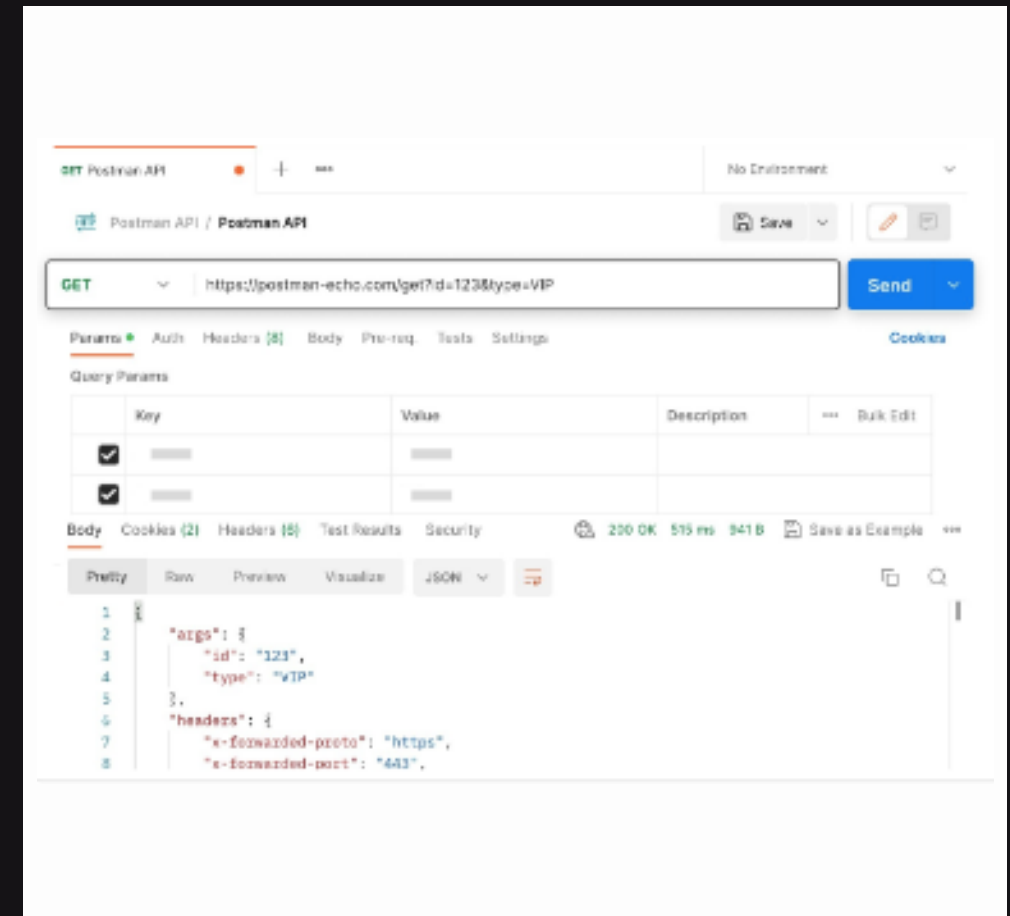 GET Postman API
No Environment
Postman API / Postman API
Save
GET https://postman-echo.com/get?id=123&type=VIP
Send
Params Auth Headers (8) Body Pre-req. Tests Settings
Cookies
Query Params
Key Value Description ••• Bulk Edit
Body Cookies (2) Headers (6) Test Results Security 200 OK 515 ms 941 B Save as Example
Pretty Raw Preview Visualize JSON
1 {
2 "args": {
3 "id": "123",
4 "type": "VIP"
5 },
6 "headers": {
7 "x-forwarded-proto": "https",
8 "x-forwarded-port": "443",